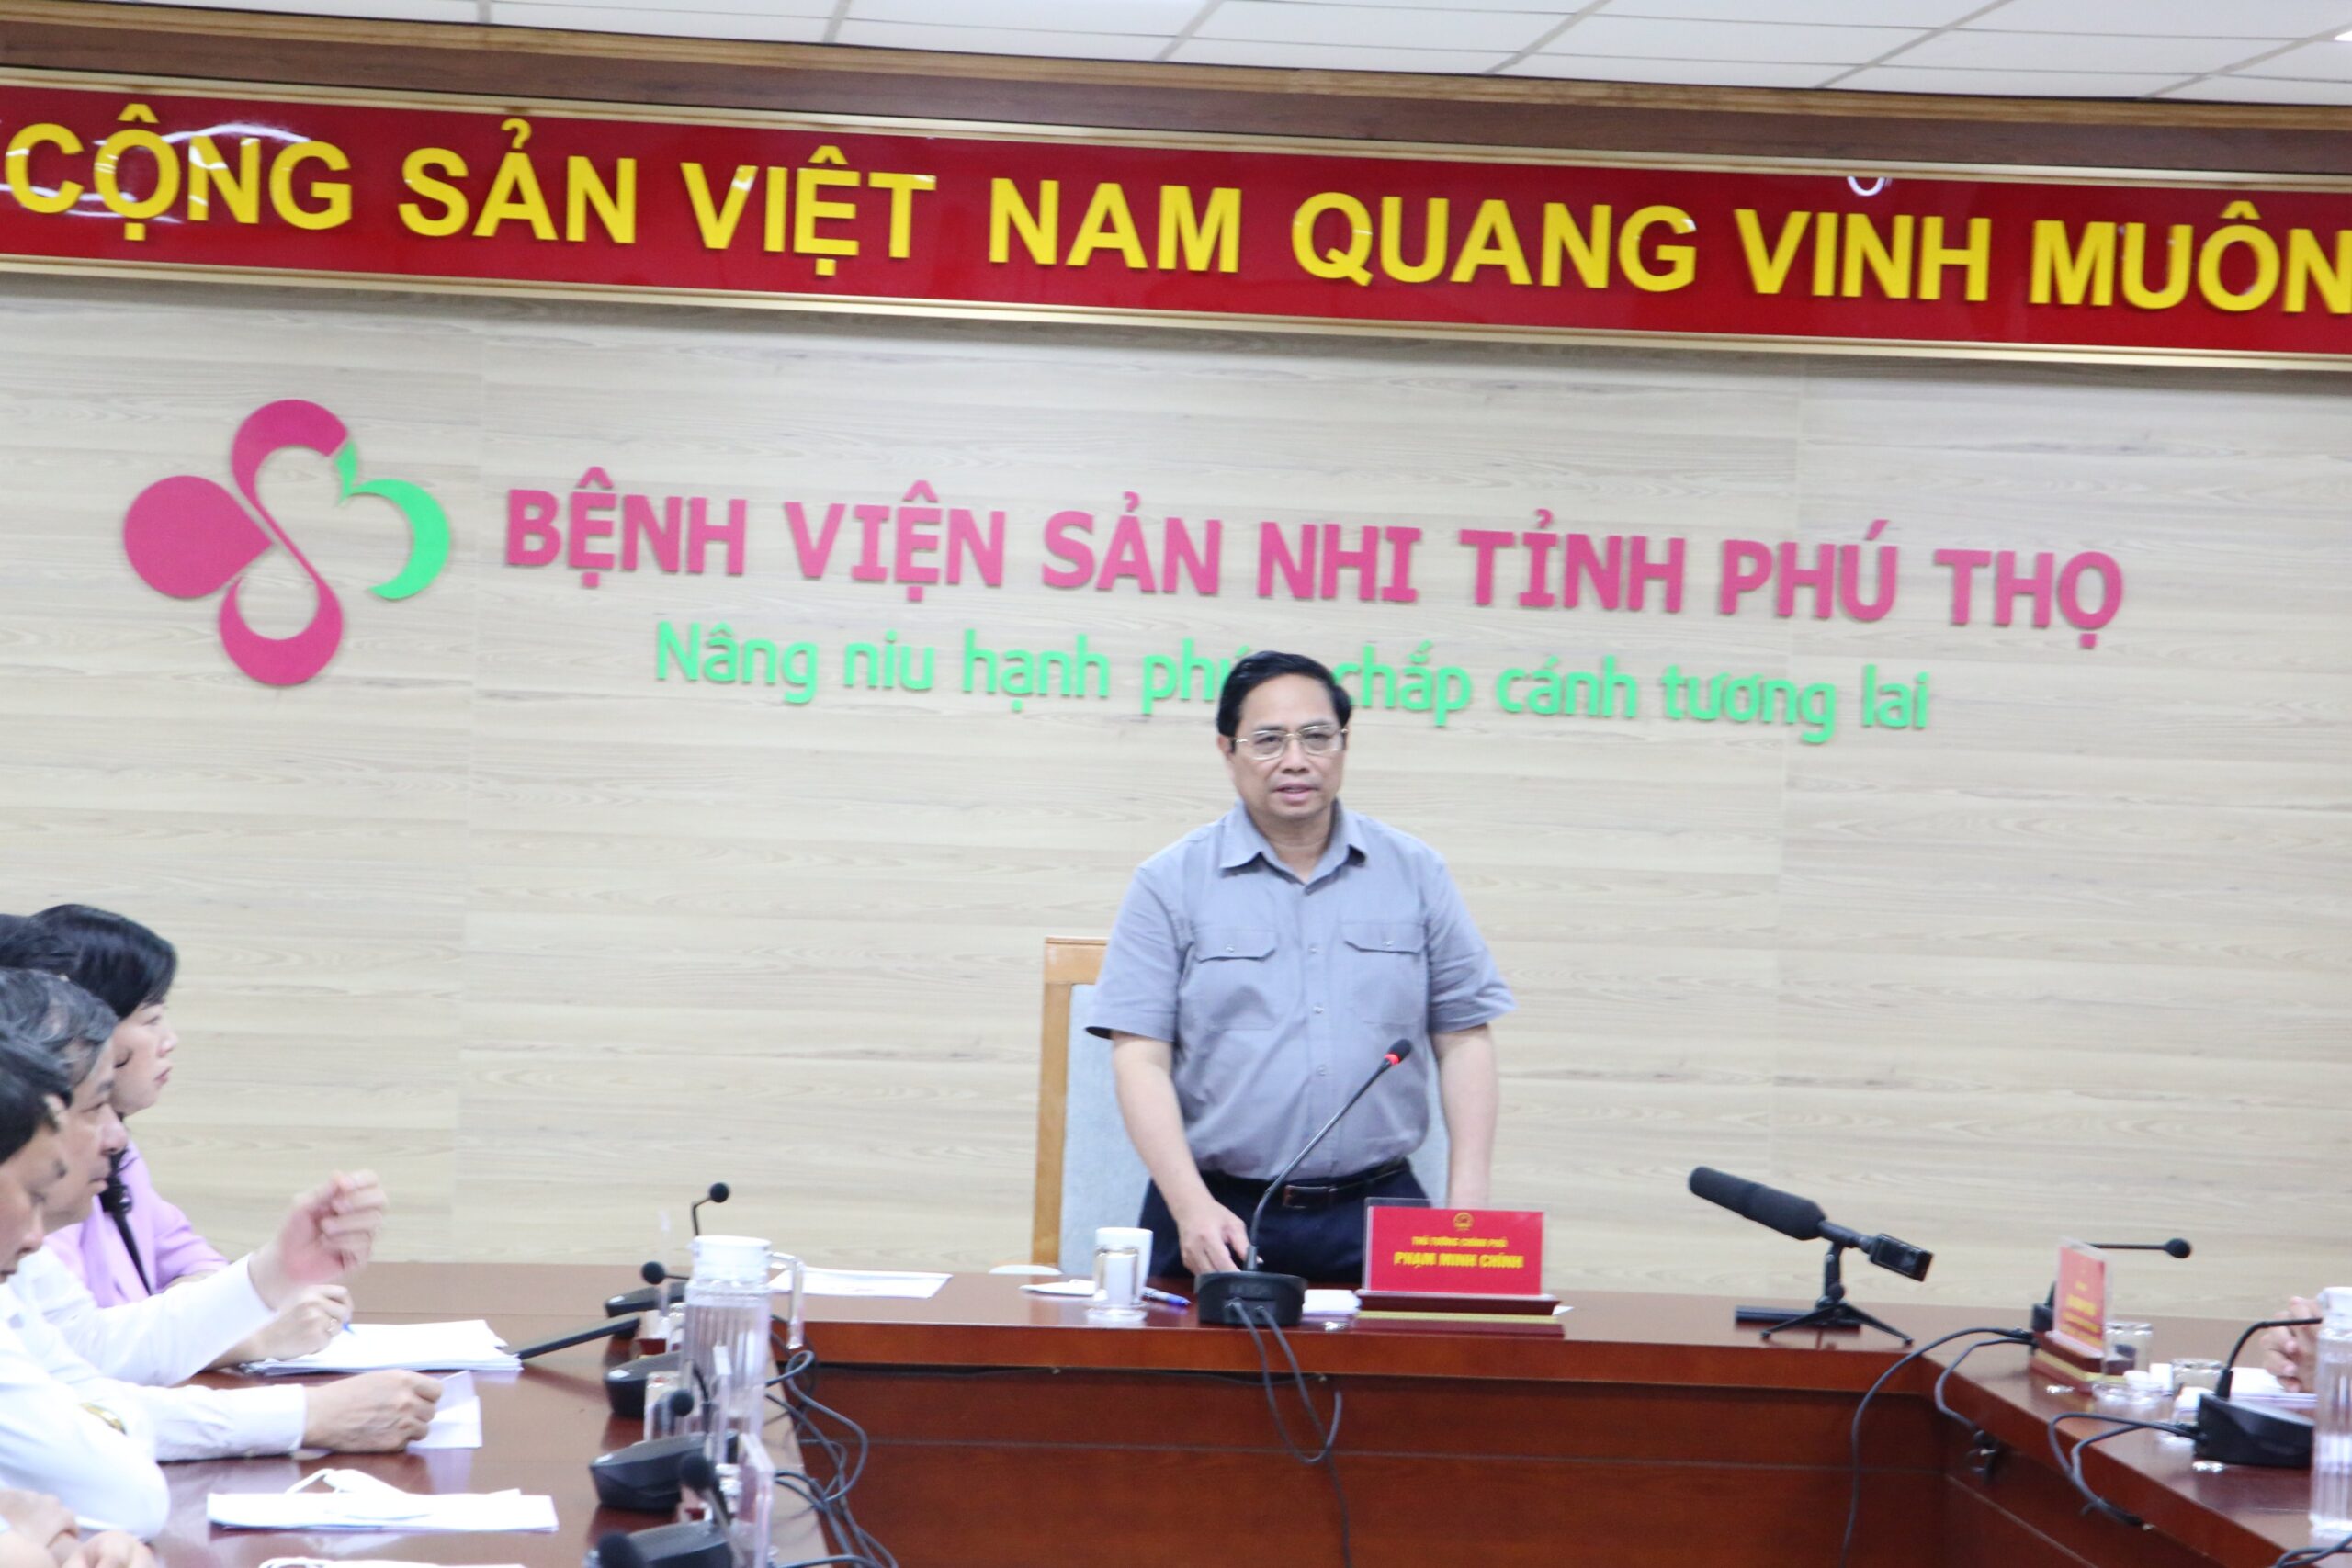 CỘNG SẢN VIỆT NAM QUANG VINH MUÔN
BỆNH VIỆN SẢN NHI TỈNH PHÚ THỌ
Nâng niu hạnh chắp cánh tương lai
THỦ TƯỚNG CHÍNH PHỦ
PHẠM MINH CHÍNH